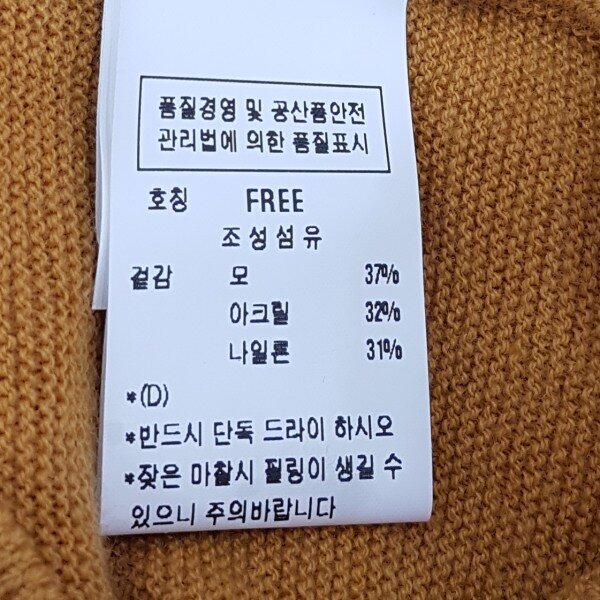 품질경영 및 공산품안전
관리법에 의한 품질표시
호칭 FREE
조성섬유
겉감 모 37%
아크릴 32%
나일론 31%
*(D)
*반드시 단독 드라이 하시오
*잦은 마찰시 필링이 생길 수
있으니 주의바랍니다